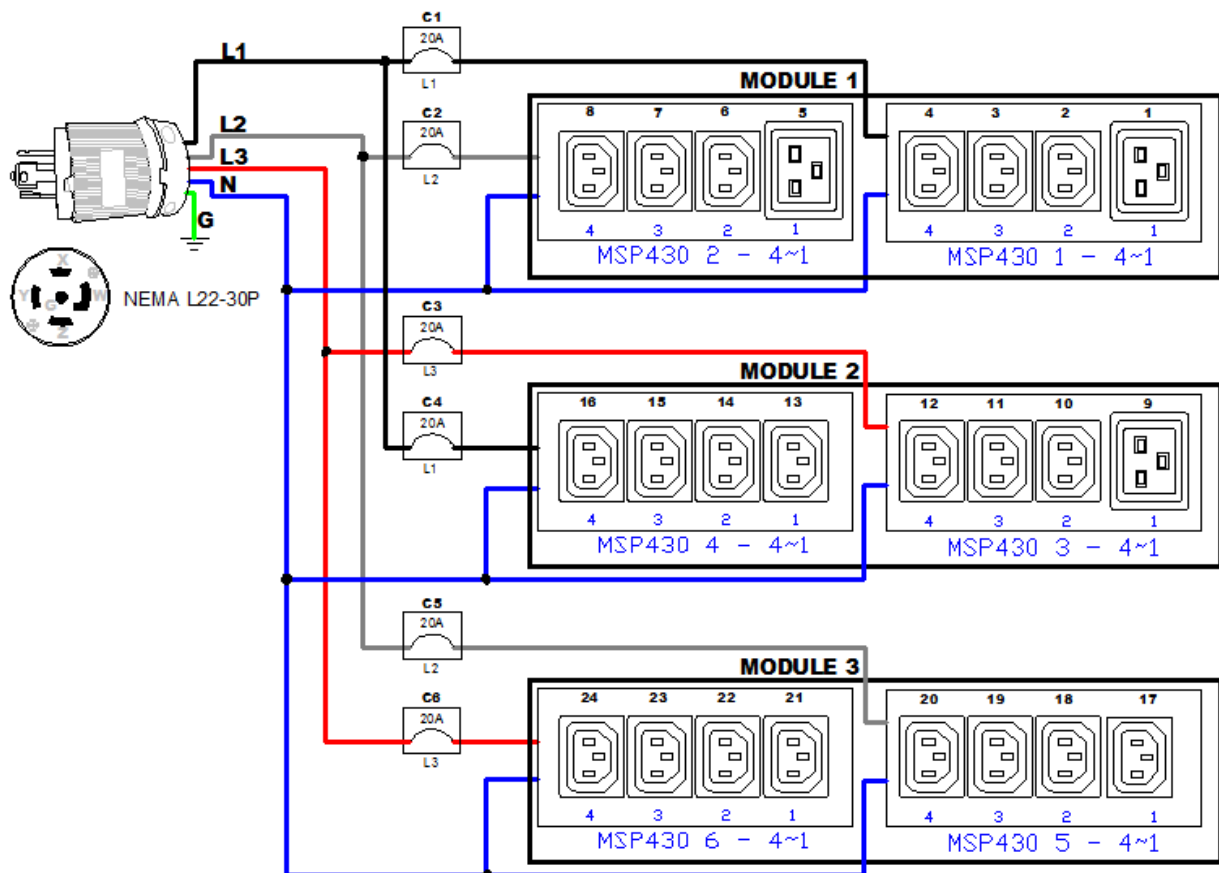 C1
20A
L1
L1
C2
20A
L2
L2
L3
N
G
X
Y
W
G
Z
NEMA L22-30P
MODULE 1
8 7 6 5 4 3 2 1
4 3 2 1 4 3 2 1
MSP430 2 - 4~1 MSP430 1 - 4~1
C3
20A
L3
MODULE 2
C4
20A
L1
16 15 14 13 12 11 10 9
4 3 2 1 4 3 2 1
MSP430 4 - 4~1 MSP430 3 - 4~1
C5
20A
L2
MODULE 3
C6
20A
L3
24 23 22 21 20 19 18 17
4 3 2 1 4 3 2 1
MSP430 6 - 4~1 MSP430 5 - 4~1